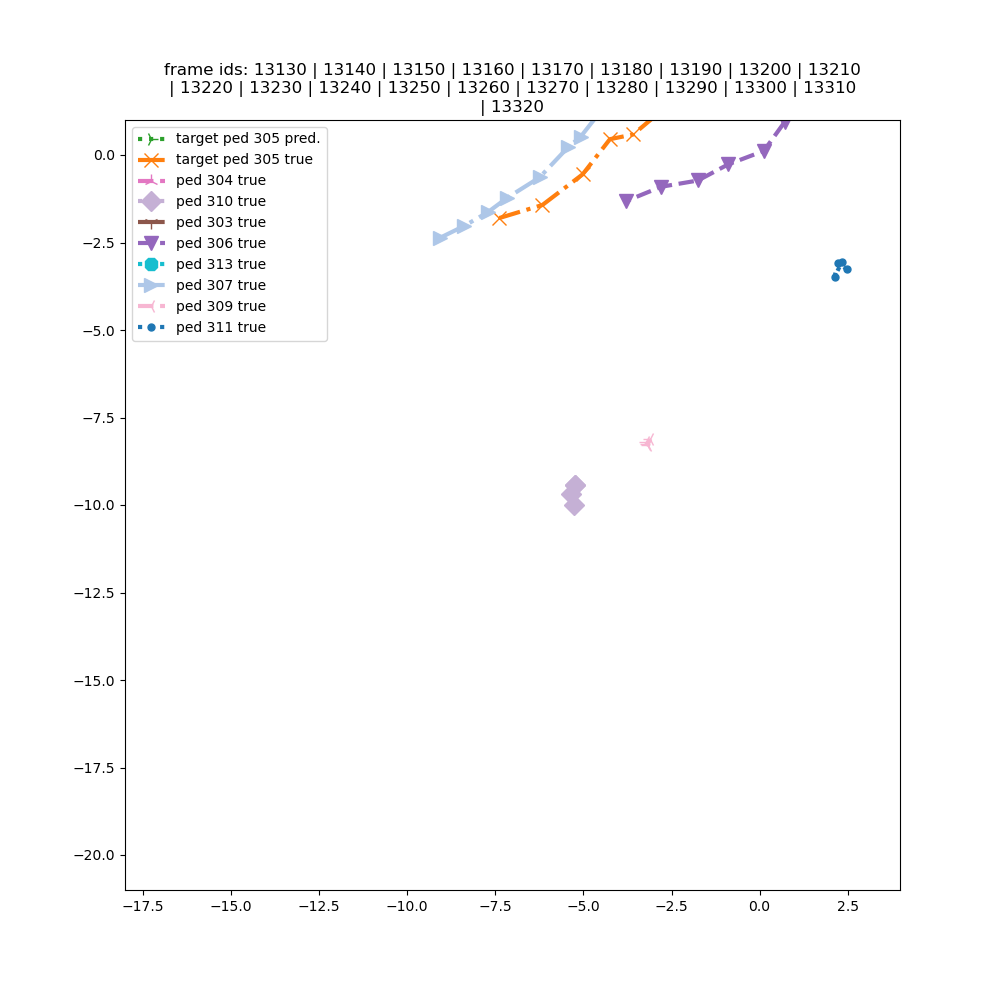 frame ids: 13130 | 13140 | 13150 | 13160 | 13170 | 13180 | 13190 | 13200 | 13210
| 13220 | 13230 | 13240 | 13250 | 13260 | 13270 | 13280 | 13290 | 13300 | 13310
| 13320
target ped 305 pred.
target ped 305 true
ped 304 true
ped 310 true
ped 303 true
ped 306 true
ped 313 true
ped 307 true
ped 309 true
ped 311 true
0.0
−2.5
−5.0
−7.5
−10.0
−12.5
−15.0
−17.5
−20.0
−17.5 −15.0 −12.5 −10.0 −7.5 −5.0 −2.5 0.0 2.5